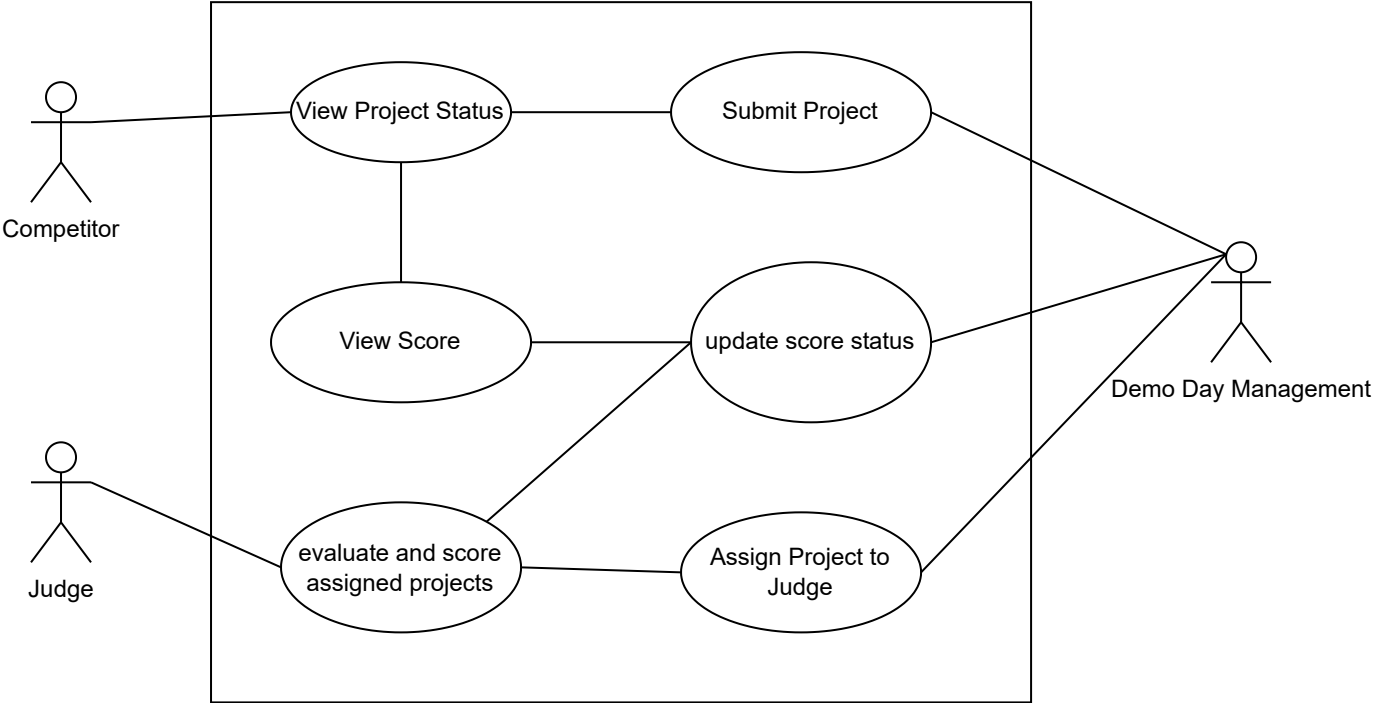 View Project Status
Submit Project
Competitor
View Score
update score status
Demo Day Management
evaluate and score
assigned projects
Assign Project to
Judge
Judge